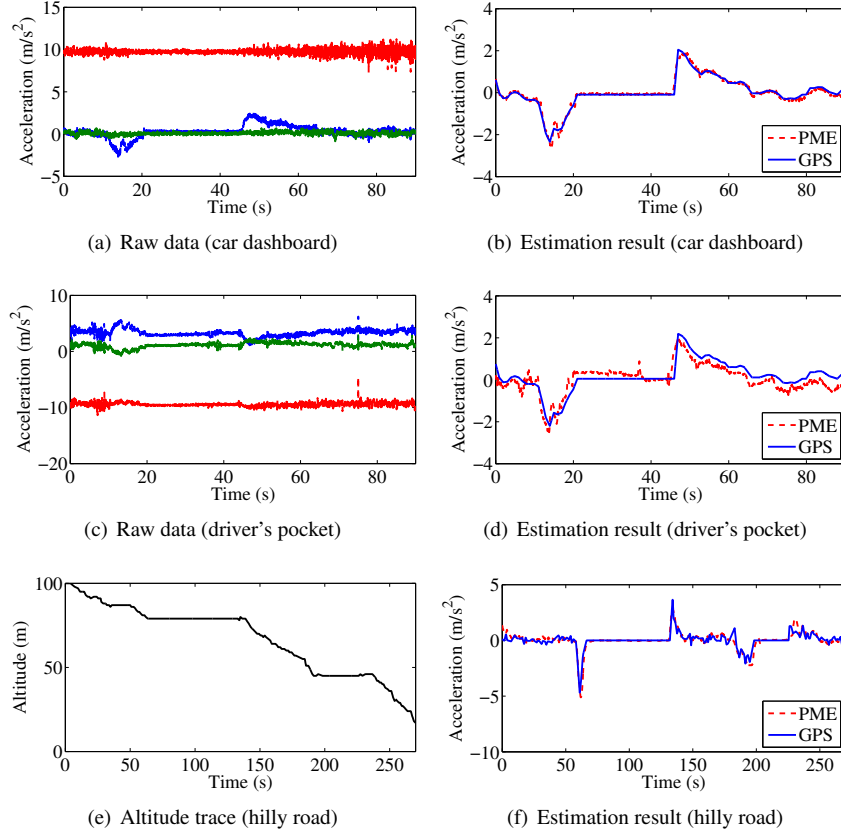 15
10
5
0
−5
Acceleration (m/s²)
0 20 40 60 80
Time (s)
(a) Raw data (car dashboard)
4
2
0
−2
−4
Acceleration (m/s²)
PME
GPS
0 20 40 60 80
Time (s)
(b) Estimation result (car dashboard)
10
0
−10
−20
Acceleration (m/s²)
0 20 40 60 80
Time (s)
(c) Raw data (driver's pocket)
4
2
0
−2
−4
Acceleration (m/s²)
PME
GPS
0 20 40 60 80
Time (s)
(d) Estimation result (driver's pocket)
100
50
0
Altitude (m)
0 50 100 150 200 250
Time (s)
(e) Altitude trace (hilly road)
5
0
−5
−10
Acceleration (m/s²)
PME
GPS
0 50 100 150 200 250
Time (s)
(f) Estimation result (hilly road)